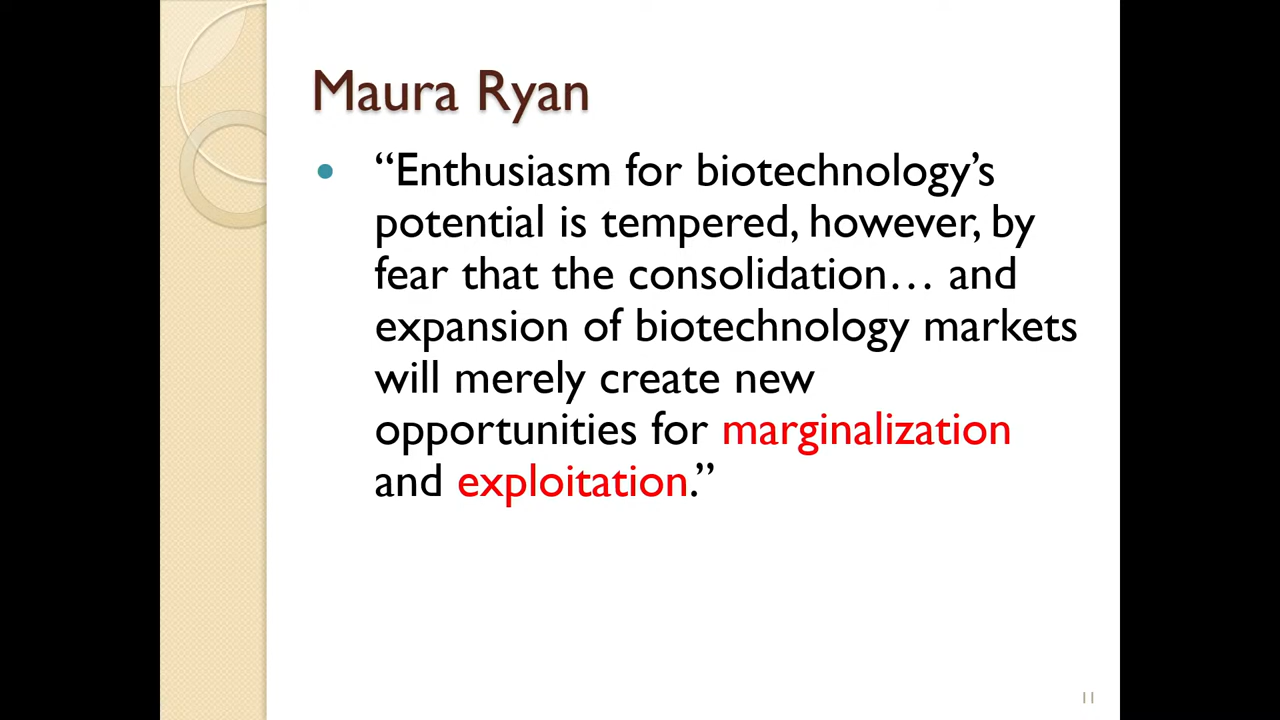 Maura Ryan
• “Enthusiasm for biotechnology’s
potential is tempered, however, by
fear that the consolidation… and
expansion of biotechnology markets
will merely create new
opportunities for marginalization
and exploitation.”
11